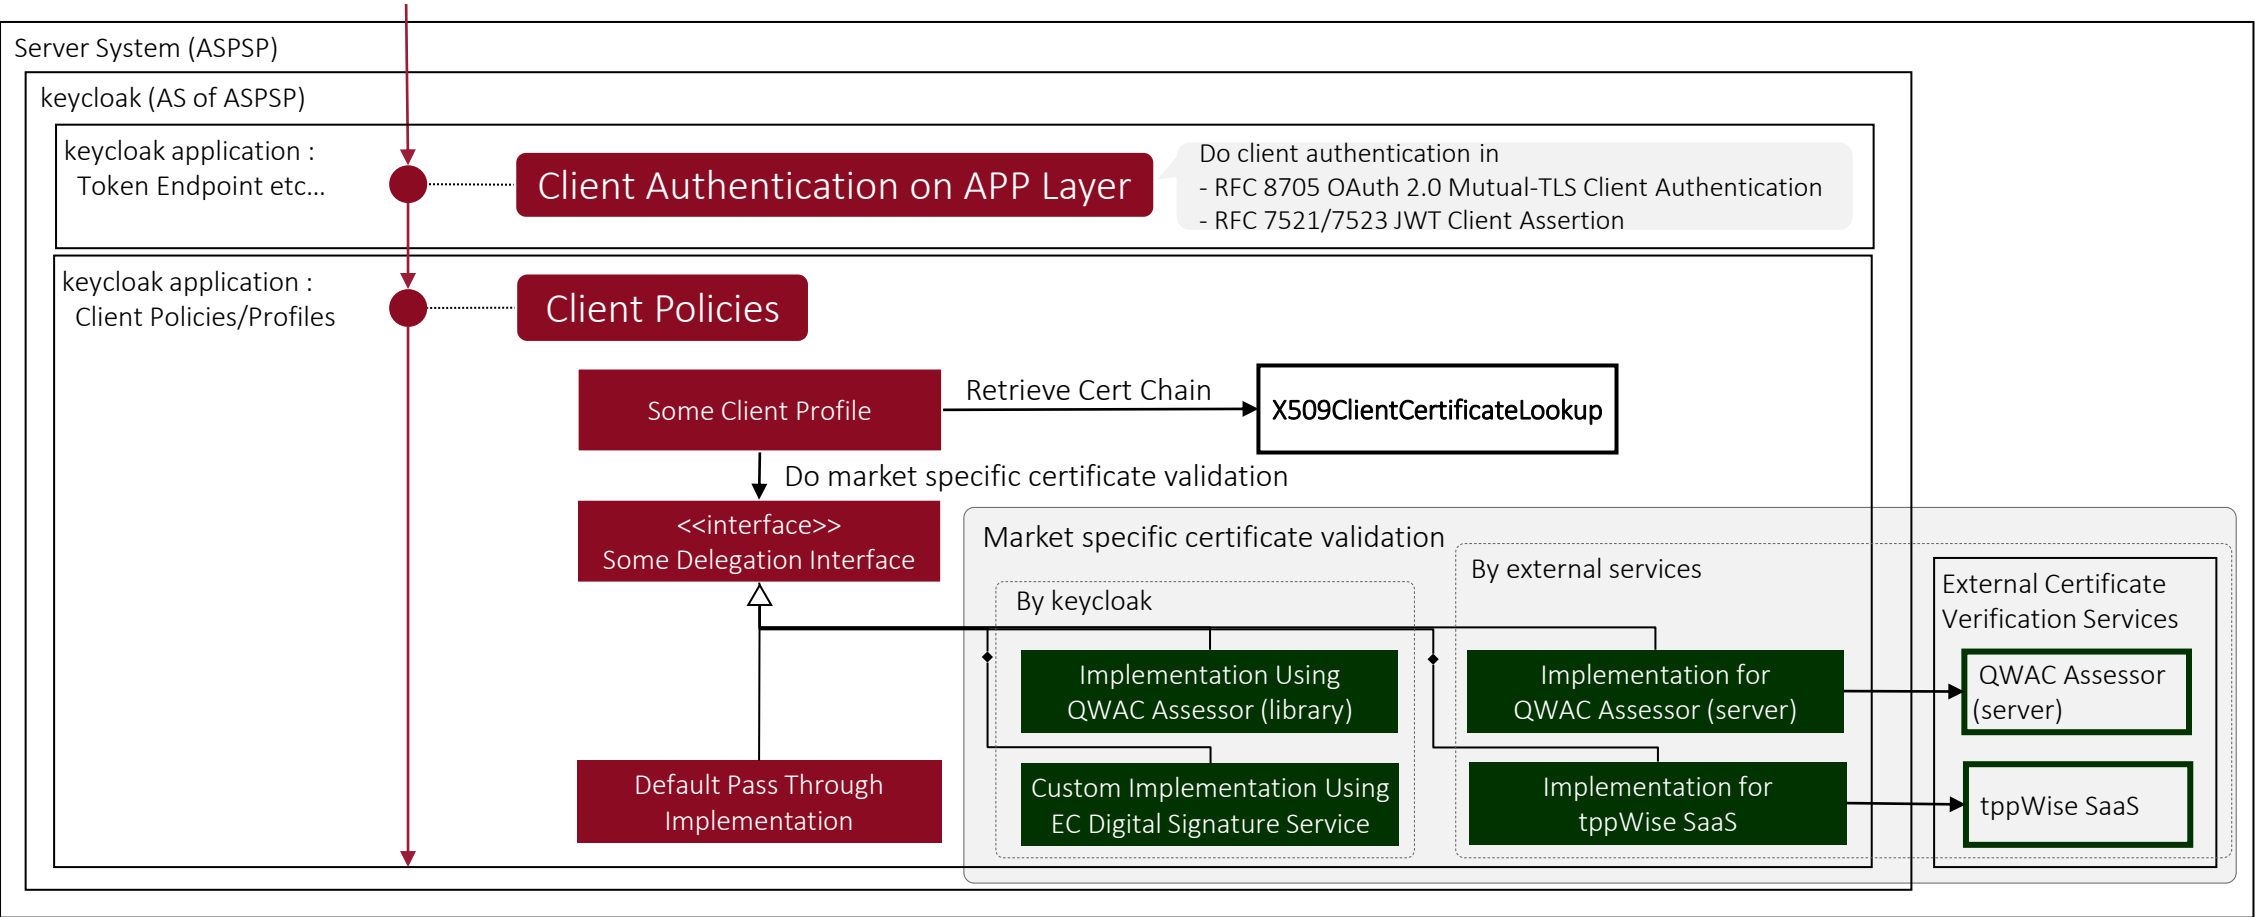 Server System (ASPSP)
keycloak (AS of ASPSP)
keycloak application :
Token Endpoint etc...
Client Authentication on APP Layer
Do client authentication in
- RFC 8705 OAuth 2.0 Mutual-TLS Client Authentication
- RFC 7521/7523 JWT Client Assertion
keycloak application :
Client Policies/Profiles
Client Policies
Some Client Profile
Retrieve Cert Chain
X509ClientCertificateLookup
Do market specific certificate validation
<<interface>>
Some Delegation Interface
Market specific certificate validation
By keycloak
By external services
External Certificate
Verification Services
Implementation Using
QWAC Assessor (library)
Implementation for
QWAC Assessor (server)
QWAC Assessor
(server)
Default Pass Through
Implementation
Custom Implementation Using
EC Digital Signature Service
Implementation for
tppWise SaaS
tppWise SaaS